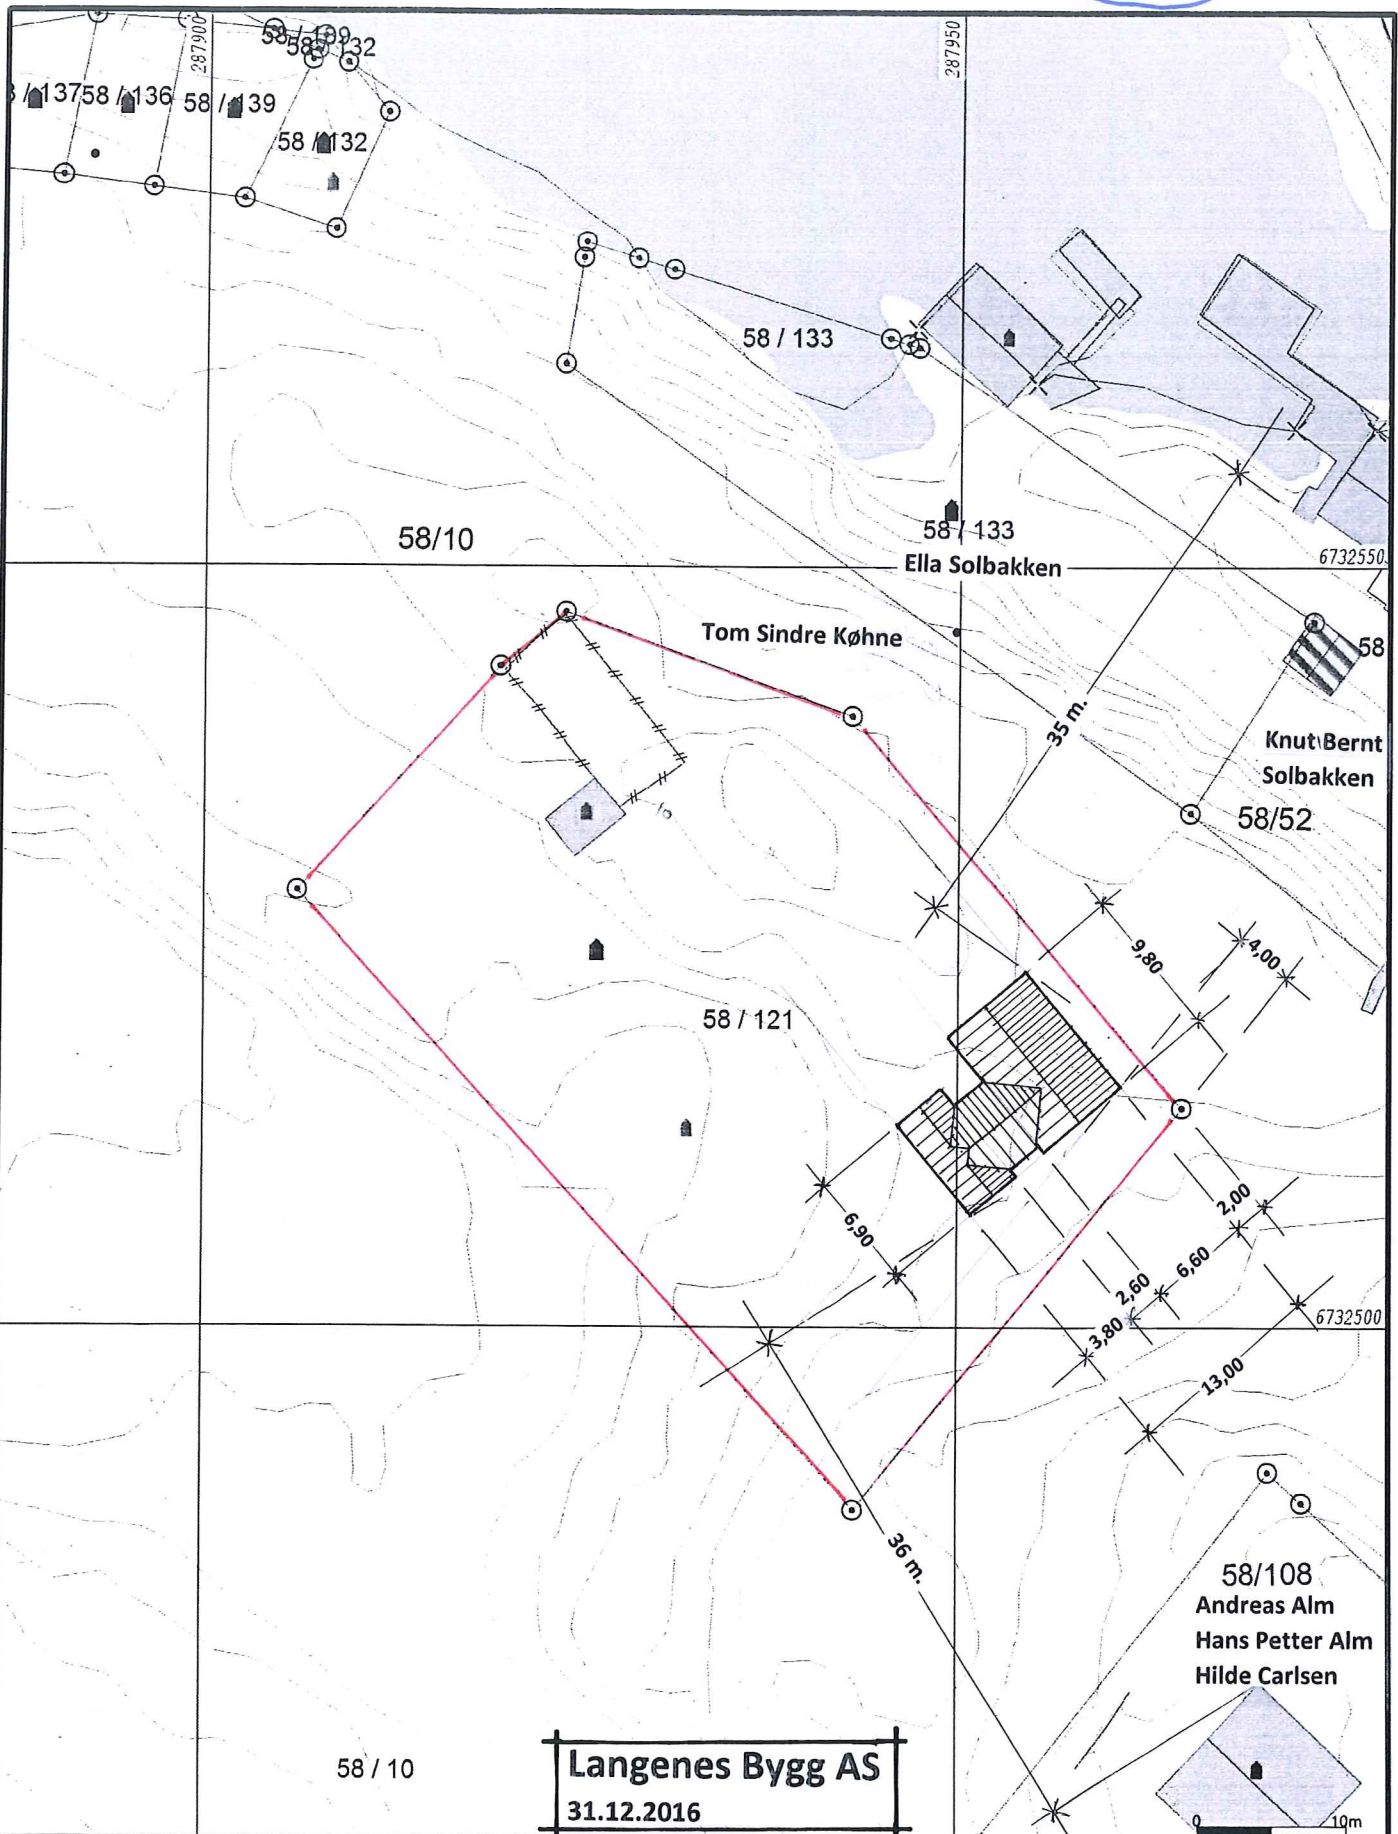 287900
287950
58 / 139
58 / 132
/ 137
58 / 136
58 / 139
58 / 132
58 / 133
58/10
58 / 133
Ella Solbakken
6732550
Tom Sindre Køhne
58
35 m.
Knut Bernt
Solbakken
58/52
9,80
4,00
58 / 121
6,90
2,00
6,60
2,60
3,80
6732500
13,00
36 m.
58/108
Andreas Alm
Hans Petter Alm
Hilde Carlsen
58 / 10
Langenes Bygg AS
31.12.2016
0 10m